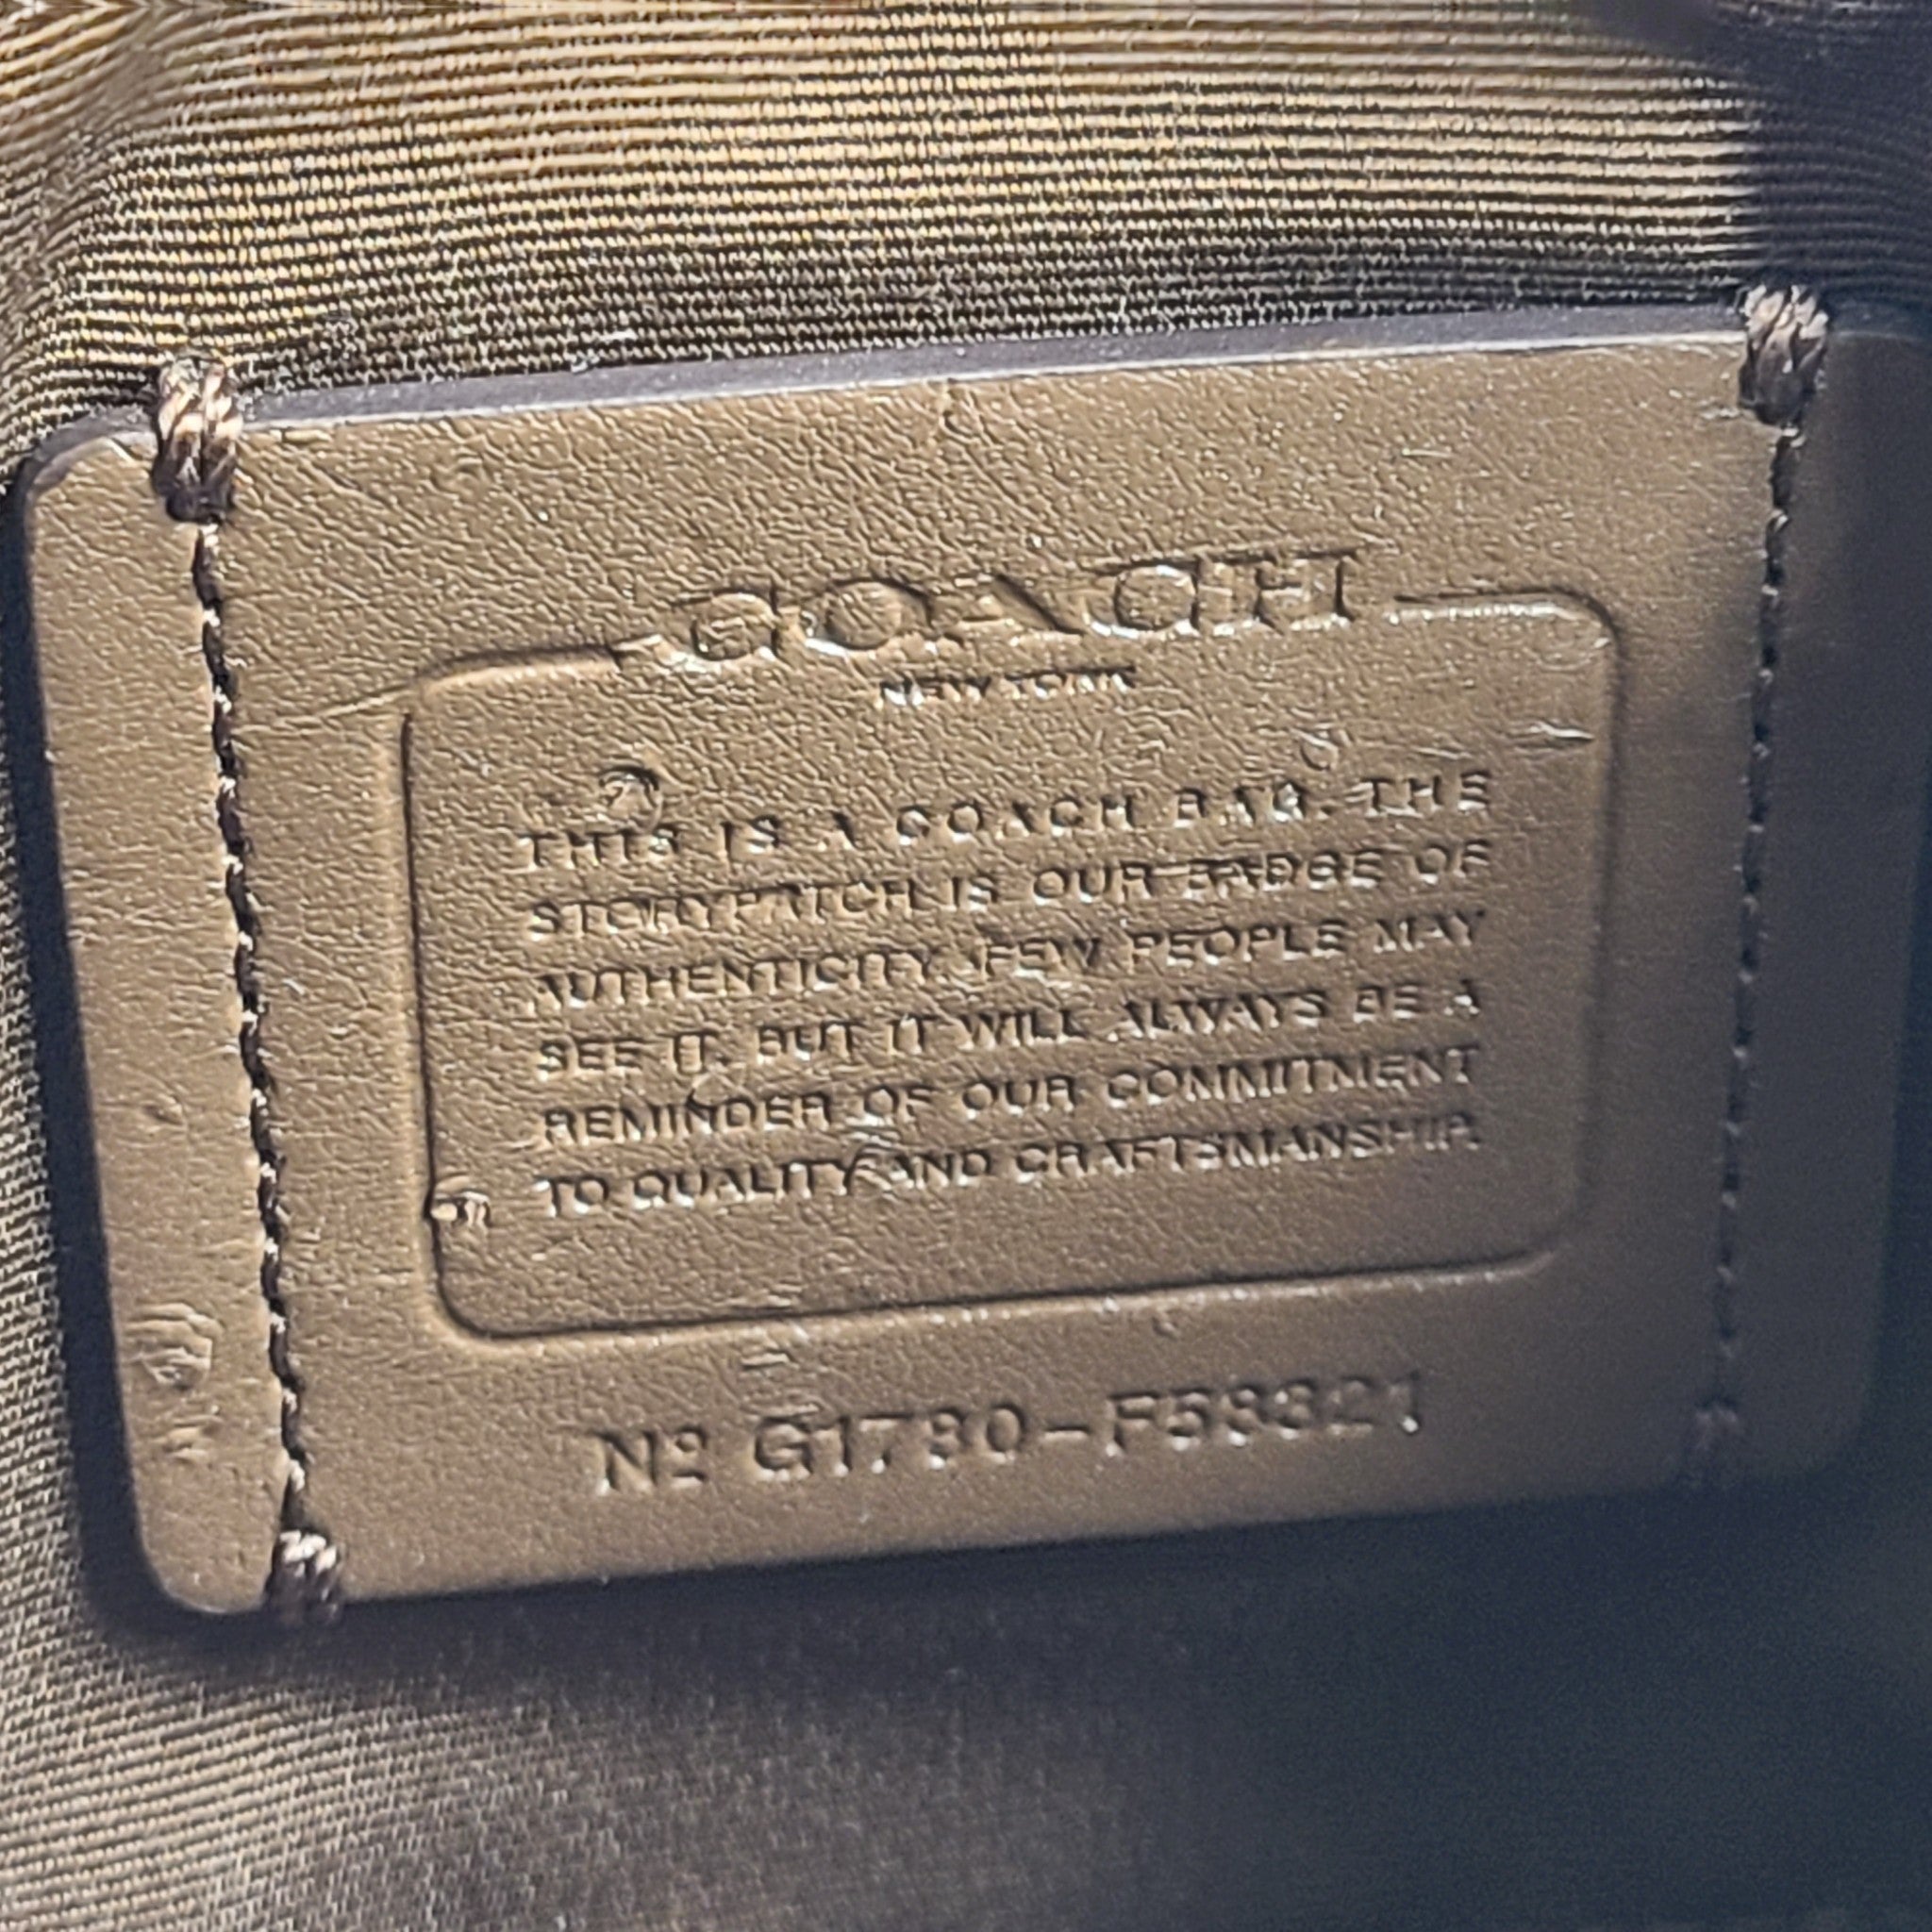 COACH
NEW YORK
THIS IS A COACH BAG. THE
STORYPATCH IS OUR BADGE OF
AUTHENTICITY. FEW PEOPLE MAY
SEE IT, BUT IT WILL ALWAYS BE A
REMINDER OF OUR COMMITMENT
TO QUALITY AND CRAFTSMANSHIP.
Nº G1780-F58321